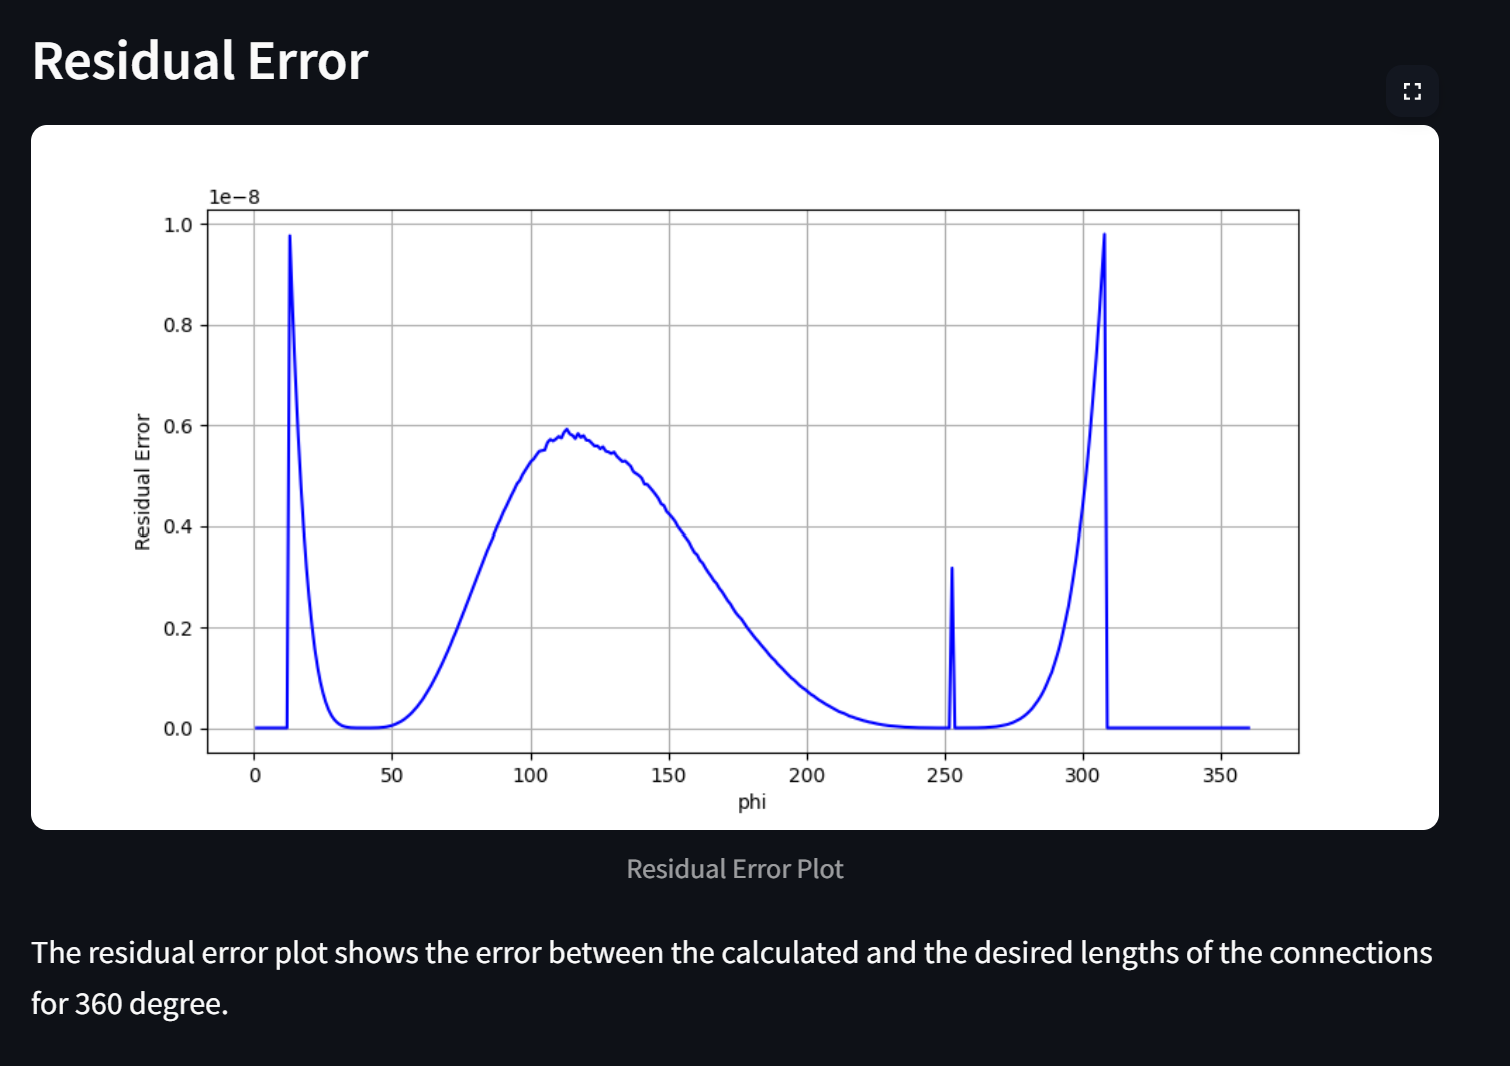 Residual Error
1e−8
1.0
0.8
0.6
0.4
0.2
0.0
Residual Error
0 50 100 150 200 250 300 350
phi
Residual Error Plot
The residual error plot shows the error between the calculated and the desired lengths of the connections
for 360 degree.